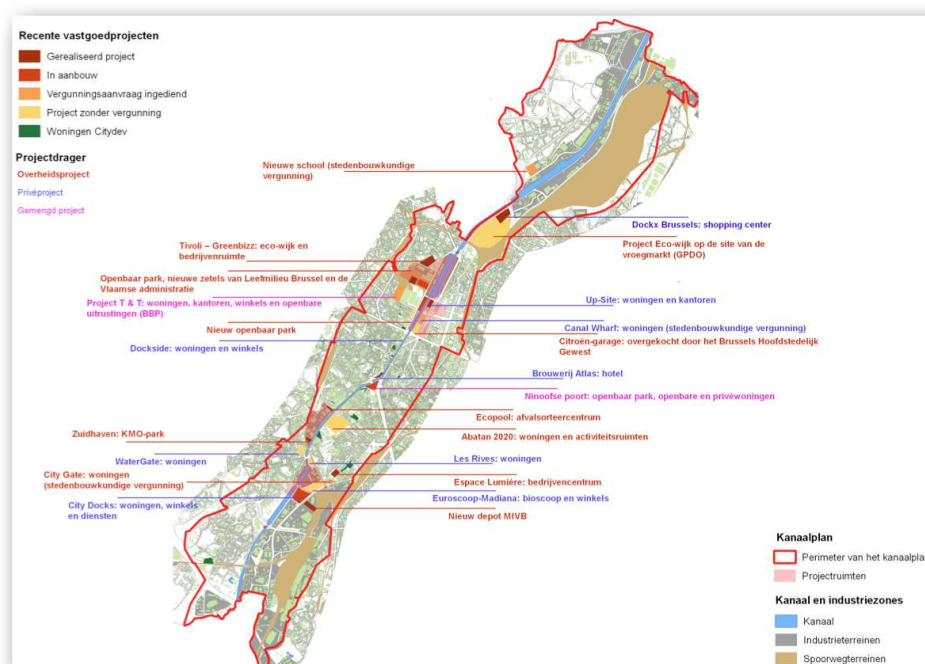 Recente vastgoedprojecten
Gerealiseerd project
In aanbouw
Vergunningsaanvraag ingediend
Project zonder vergunning
Woningen Citydev
Projectdrager
Overheidsproject
Privéproject
Gemengd project
Nieuwe school (stedenbouwkundige
vergunning)
Dockx Brussels: shopping center
Project Eco-wijk op de site van de
vroegmarkt (GPDO)
Tivoli – Greenbizz: eco-wijk en
bedrijvenruimte
Openbaar park, nieuwe zetels van Leefmilieu Brussel en de
Vlaamse administratie
Project T & T: woningen, kantoren, winkels en openbare
uitrustingen (BBP)
Nieuw openbaar park
Dockside: woningen en winkels
Up-Site: woningen en kantoren
Canal Wharf: woningen (stedenbouwkundige vergunning)
Citroën-garage: overgekocht door het Brussels Hoofdstedelijk
Gewest
Brouwerij Atlas: hotel
Ninoofse poort: openbaar park, openbare en privéwoningen
Ecopool: afvalsorteercentrum
Zuidhaven: KMO-park
Abatan 2020: woningen en activiteitsruimten
WaterGate: woningen
Les Rives: woningen
City Gate: woningen
(stedenbouwkundige vergunning)
Espace Lumière: bedrijvencentrum
Euroscoop-Madiana: bioscoop en winkels
City Docks: woningen, winkels
en diensten
Nieuw depot MIVB
Kanaalplan
Perimeter van het kanaalplan
Projectruimten
Kanaal en industriezones
Kanaal
Industrieterreinen
Spoorwegterreinen